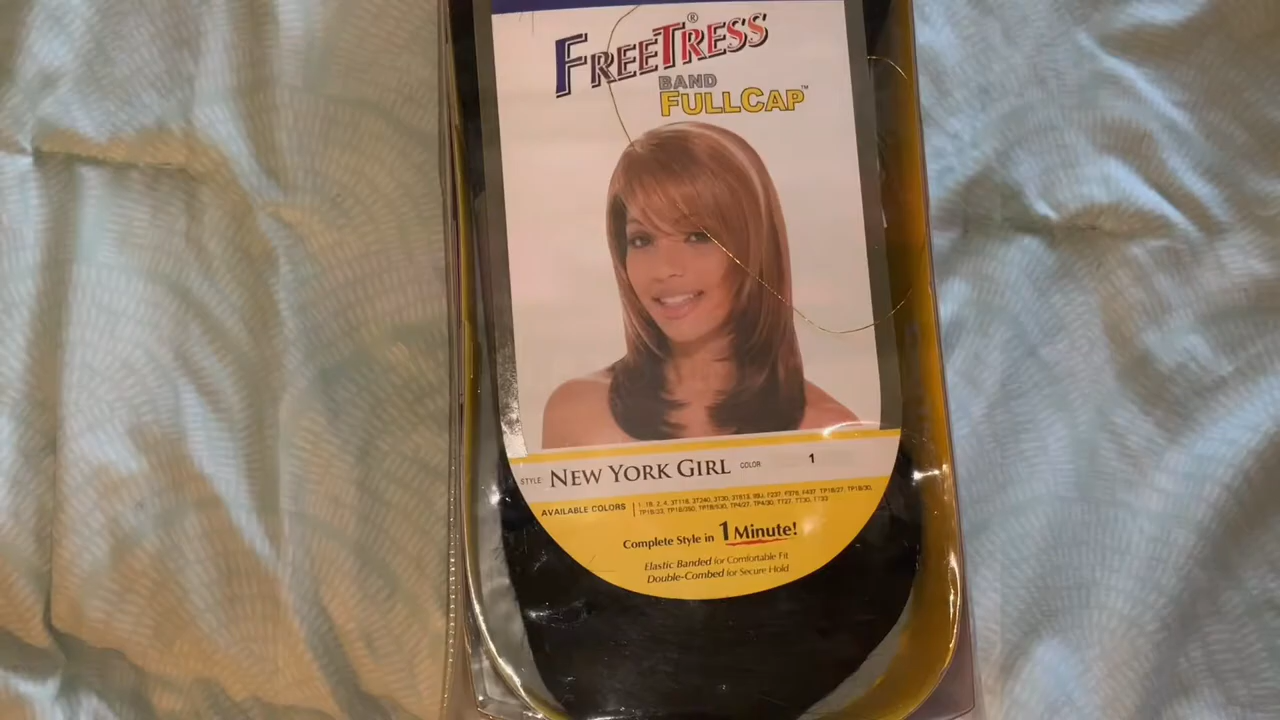 FREETRESS®
BAND
FULLCAP™
STYLE: NEW YORK GIRL COLOR 1
AVAILABLE COLORS
Complete Style in 1 Minute!
Elastic Banded for Comfortable Fit
Double-Combed for Secure Hold